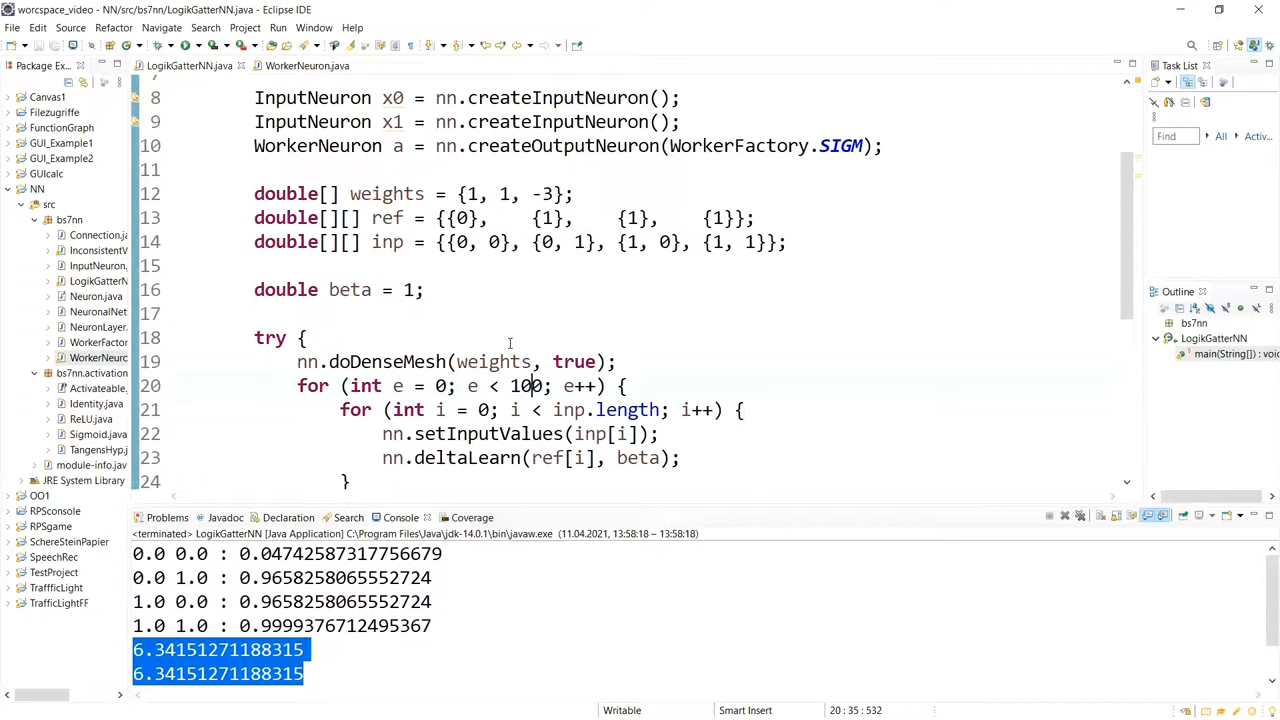 worcspace_video - NN/src/bs7nn/LogikGatterNN.java - Eclipse IDE
File Edit Source Refactor Navigate Search Project Run Window Help
Package Ex...
LogikGatterNN.java
WorkerNeuron.java
Task List
Canvas1
Filezugriffe
FunctionGraph
GUI_Example1
GUI_Example2
GUIcalc
NN
src
bs7nn
Connection.ja
InconsistentV
InputNeuron.
LogikGatterN
Neuron.java
NeuronalNet
NeuronLayer.
WorkerFactor
WorkerNeurc
bs7nn.activation
Activateable.
Identity.java
ReLU.java
Sigmoid.java
TangensHyp.
module-info.jav
JRE System Library
OO1
RPSconsole
RPSgame
SchereSteinPapier
SpeechRec
TestProject
TraffficLight
TrafficLightFF
7
8 InputNeuron x0 = nn.createInputNeuron();
9 InputNeuron x1 = nn.createInputNeuron();
10 WorkerNeuron a = nn.createOutputNeuron(WorkerFactory.SIGM);
11
12 double[] weights = {1, 1, -3};
13 double[][] ref = {{0}, {1}, {1}, {1}};
14 double[][] inp = {{0, 0}, {0, 1}, {1, 0}, {1, 1}};
15
16 double beta = 1;
17
18 try {
19 nn.doDenseMesh(weights, true);
20 for (int e = 0; e < 100; e++) {
21 for (int i = 0; i < inp.length; i++) {
22 nn.setInputValues(inp[i]);
23 nn.deltaLearn(ref[i], beta);
24 }
Find
All
Activ...
Outline
bs7nn
LogikGatterNN
main(String[]) : voic
Problems Javadoc Declaration Search Console Coverage
<terminated> LogikGatterNN [Java Application] C:\Program Files\Java\jdk-14.0.1\bin\javaw.exe (11.04.2021, 13:58:18 – 13:58:18)
0.0 0.0 : 0.04742587317756679
0.0 1.0 : 0.9658258065552724
1.0 0.0 : 0.9658258065552724
1.0 1.0 : 0.9999376712495367
6.34151271188315
6.34151271188315
Writable
Smart Insert
20 : 35 : 532